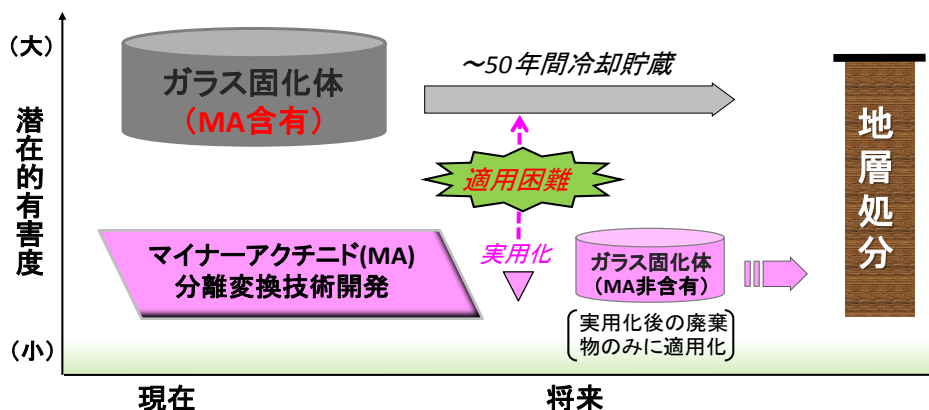 (大)
潜在的有害度
(小)
ガラス固化体
(MA含有)
～50年間冷却貯蔵
適用困難
実用化
マイナーアクチニド(MA)
分離変換技術開発
ガラス固化体
(MA非含有)
実用化後の廃棄
物のみに適用化
地層処分
現在
将来